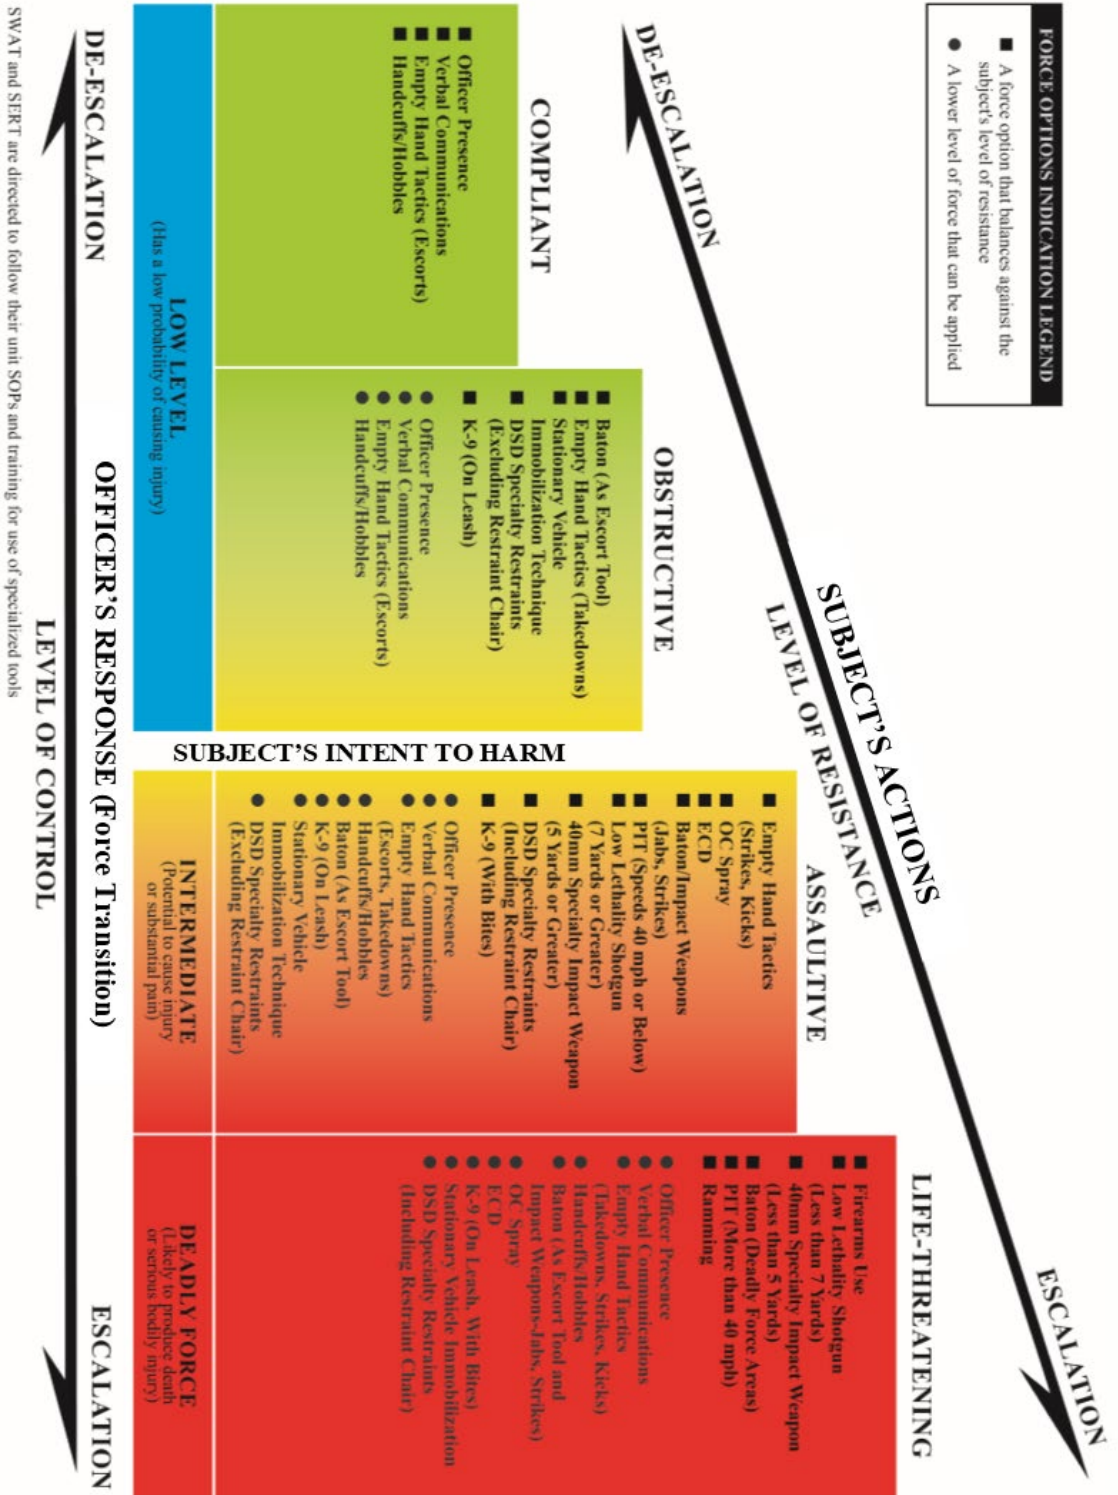 FORCE OPTIONS INDICATION LEGEND
■ A force option that balances against the
subject's level of resistance
● A lower level of force that can be applied
DE-ESCALATION
SUBJECT'S ACTIONS
LEVEL OF RESISTANCE
ESCALATION
COMPLIANT
■ Officer Presence
■ Verbal Communications
■ Empty Hand Tactics (Escorts)
■ Handcuffs/Hobbles
OBSTRUCTIVE
■ Baton (As Escort Tool)
■ Empty Hand Tactics (Takedowns)
■ Stationary Vehicle
Immobilization Technique
■ DSD Specialty Restraints
(Excluding Restraint Chair)
■ K-9 (On Leash)
● Officer Presence
● Verbal Communications
● Empty Hand Tactics (Escorts)
● Handcuffs/Hobbles
SUBJECT'S INTENT TO HARM
ASSAULTIVE
■ Empty Hand Tactics
(Strikes, Kicks)
■ OC Spray
■ ECD
■ Baton/Impact Weapons
(Jabs, Strikes)
■ PIT (Speeds 40 mph or Below)
■ Low Lethality Shotgun
(7 Yards or Greater)
■ 40mm Specialty Impact Weapon
(5 Yards or Greater)
■ DSD Specialty Restraints
(Including Restraint Chair)
■ K-9 (With Bites)
● Officer Presence
● Verbal Communications
● Empty Hand Tactics
(Escorts, Takedowns)
● Handcuffs/Hobbles
● Baton (As Escort Tool)
● K-9 (On Leash)
● Stationary Vehicle
Immobilization Technique
● DSD Specialty Restraints
(Excluding Restraint Chair)
LIFE-THREATENING
■ Firearms Use
■ Low Lethality Shotgun
(Less than 7 Yards)
■ 40mm Specialty Impact Weapon
(Less than 5 Yards)
■ Baton (Deadly Force Areas)
■ PIT (More than 40 mph)
■ Ramming
● Officer Presence
● Verbal Communications
● Empty Hand Tactics
(Takedowns, Strikes, Kicks)
● Handcuffs/Hobbles
● Baton (As Escort Tool and
Impact Weapons-Jabs, Strikes)
● OC Spray
● ECD
● K-9 (On Leash, With Bites)
● Stationary Vehicle Immobilization
● DSD Specialty Restraints
(Including Restraint Chair)
LOW LEVEL
(Has a low probability of causing injury)
INTERMEDIATE
(Potential to cause injury
or substantial pain)
DEADLY FORCE
(Likely to produce death
or serious bodily injury)
DE-ESCALATION
OFFICER'S RESPONSE (Force Transition)
ESCALATION
LEVEL OF CONTROL
SWAT and SERT are directed to follow their unit SOPs and training for use of specialized tools